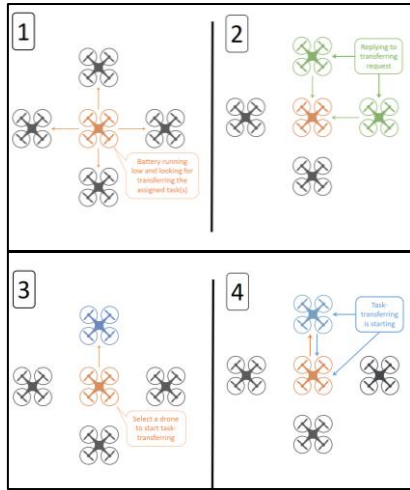 1
Battery running
low and looking for
transferring the
assigned task(s)
2
Replying to
transferring
request
3
Select a drone
to start task-
transferring
4
Task-
transferring
is starting